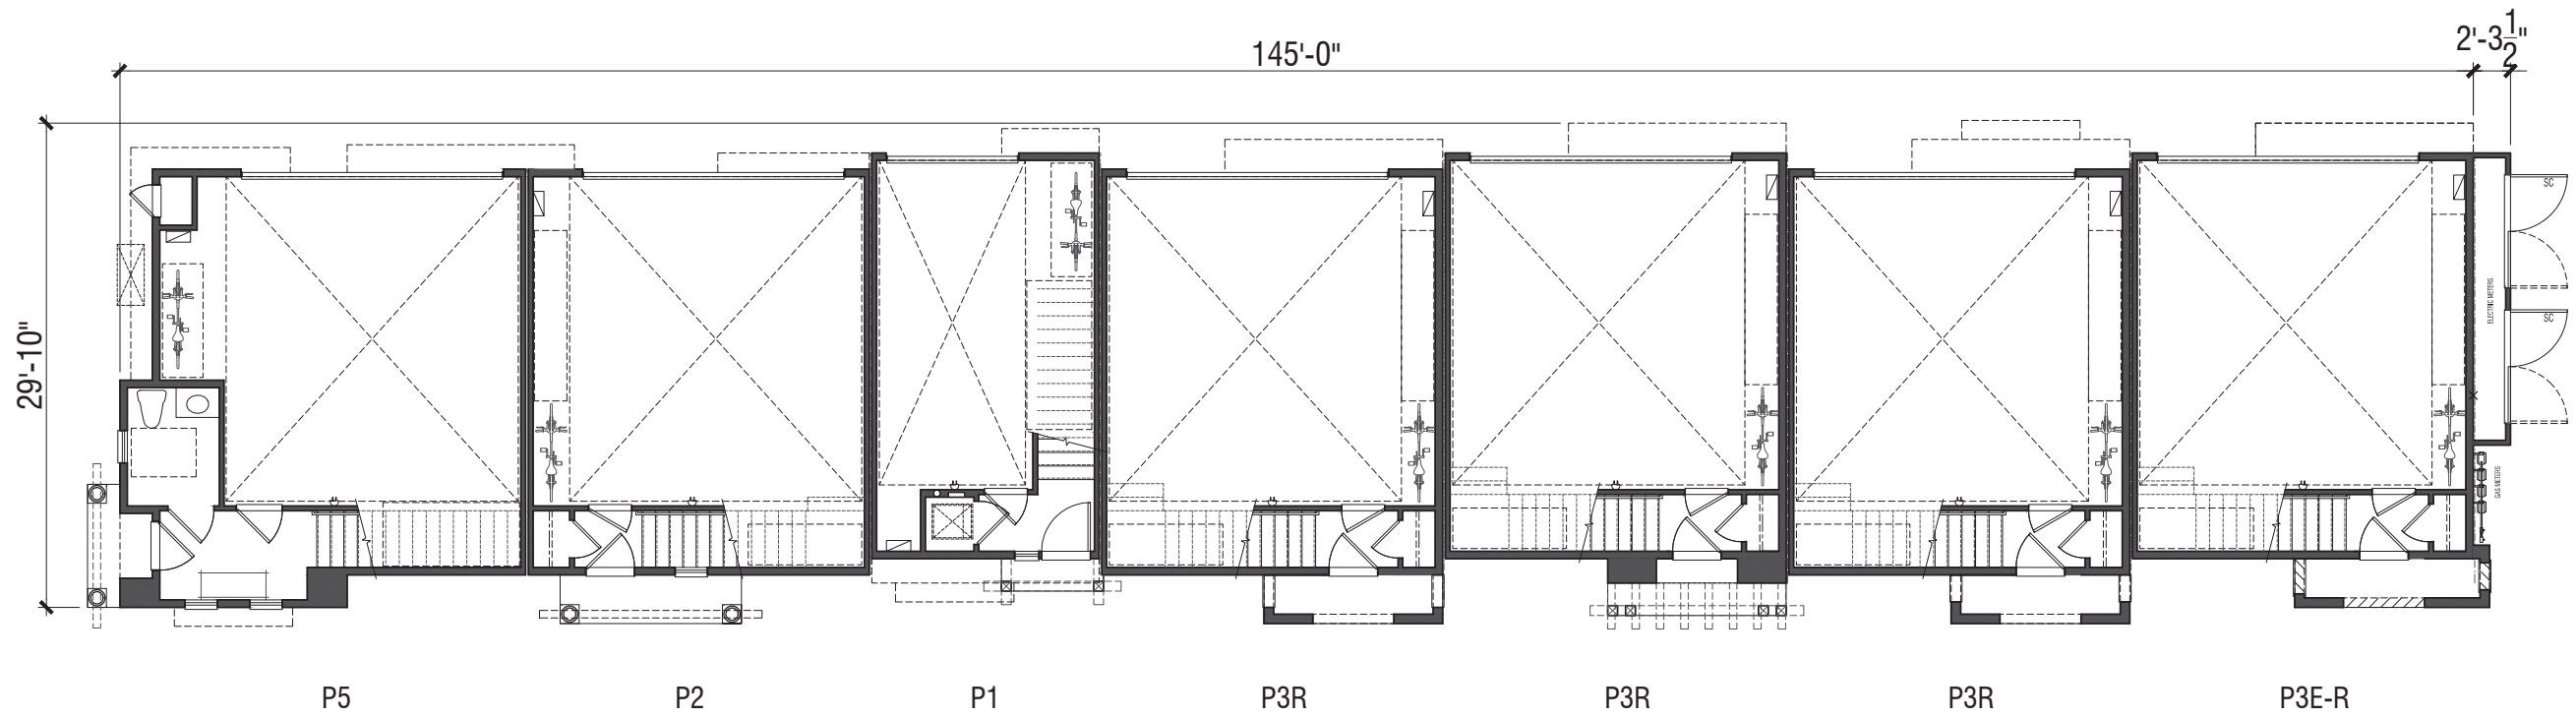 145'-0"
2'-3 1/2"
29'-10"
SC
ELECTRIC METERS
SC
GAS METERS
P5 P2 P1 P3R P3R P3R P3E-R